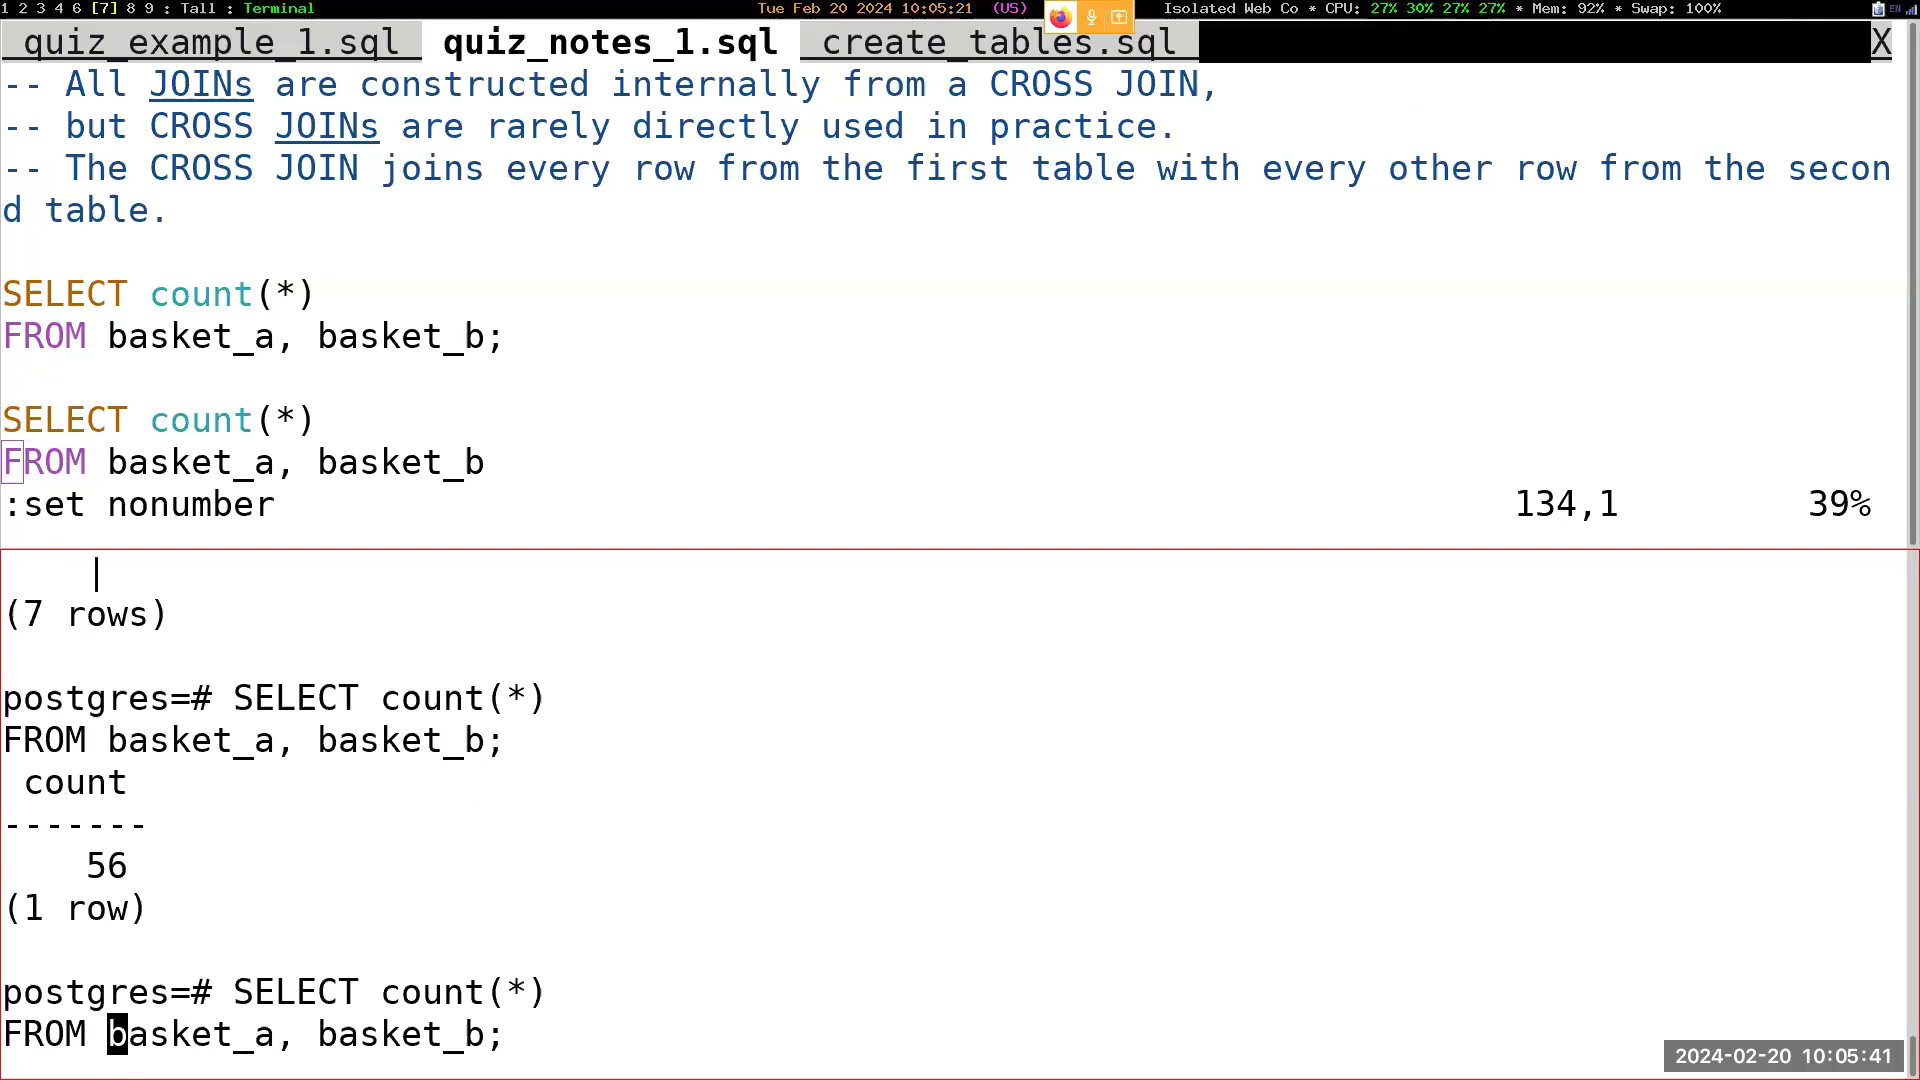 1 2 3 4 6 [7] 8 9 : Tall : Terminal Tue Feb 20 2024 10:05:21 (US) Isolated Web Co * CPU: 27% 30% 27% 27% * Mem: 92% * Swap: 100% EN
quiz_example_1.sql quiz_notes_1.sql create_tables.sql X
-- All JOINs are constructed internally from a CROSS JOIN,
-- but CROSS JOINs are rarely directly used in practice.
-- The CROSS JOIN joins every row from the first table with every other row from the secon
d table.
SELECT count(*)
FROM basket_a, basket_b;
SELECT count(*)
FROM basket_a, basket_b
:set nonumber 134,1 39%
|
(7 rows)
postgres=# SELECT count(*)
FROM basket_a, basket_b;
count
-------
56
(1 row)
postgres=# SELECT count(*)
FROM basket_a, basket_b;
2024-02-20 10:05:41